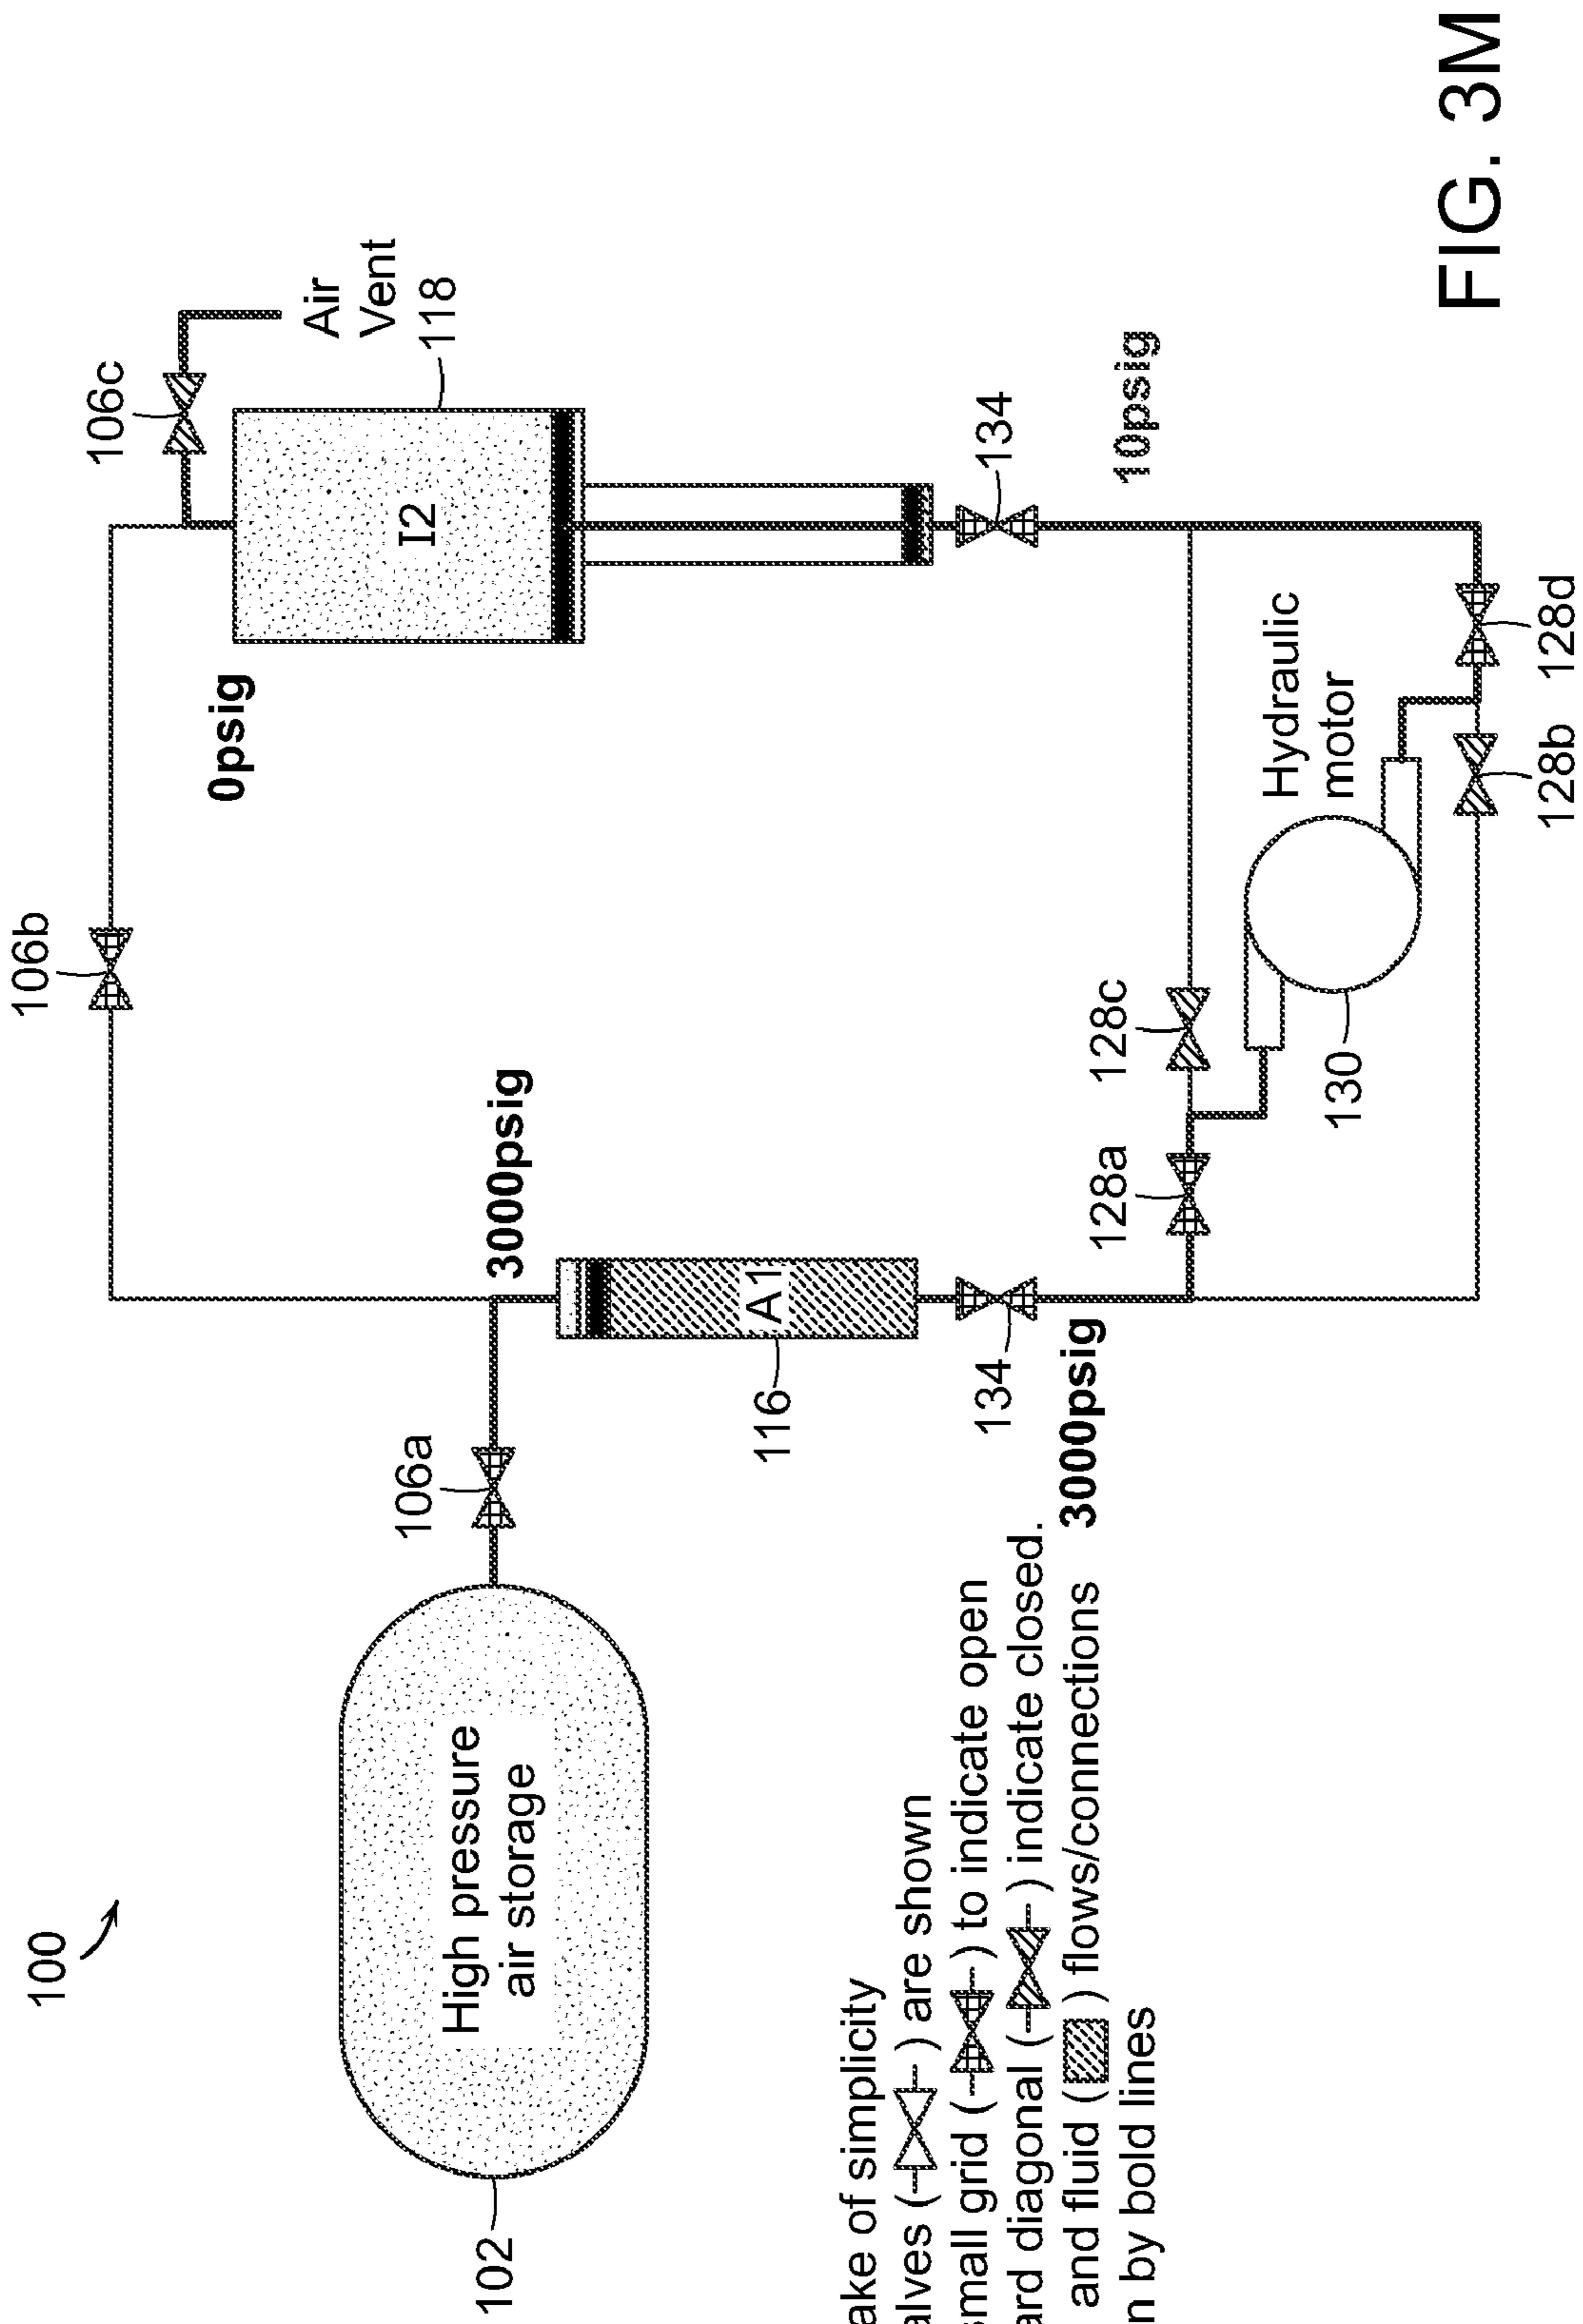 100
102
High pressure
air storage
106a
106b
3000psig
0psig
106c
Air
Vent
118
I2
A1
116
134
134
3000psig
10psig
128a
128c
Hydraulic
motor
130
128b
128d
ake of simplicity
alves ( ) are shown
small grid ( ) to indicate open
ard diagonal ( ) indicate closed.
and fluid ( ) flows/connections
n by bold lines
FIG. 3M